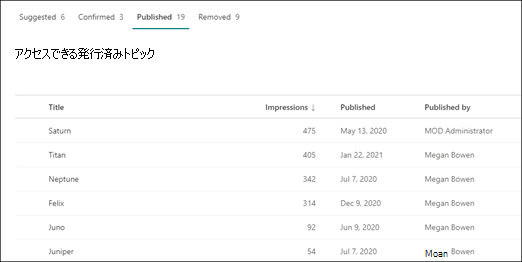 Suggested 6 Confirmed 3 Published 19 Removed 9
アクセスできる発行済みトピック
Title Impressions ↓ Published Published by
Saturn 475 May 13, 2020 MOD Administrator
Titan 405 Jan 22, 2021 Megan Bowen
Neptune 342 Jul 7, 2020 Megan Bowen
Felix 314 Dec 9, 2020 Megan Bowen
Juno 92 Jun 9, 2020 Megan Bowen
Juniper 54 Jul 7, 2020 Moan Bowen